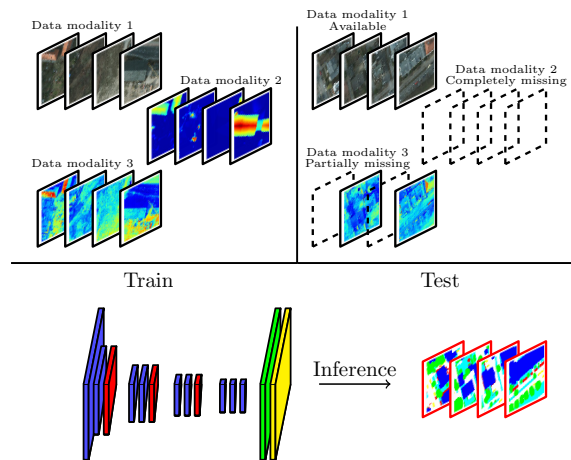 Data modality 1
Data modality 2
Data modality 3
Data modality 1
Available
Data modality 2
Completely missing
Data modality 3
Partially missing
Train
Test
Inference